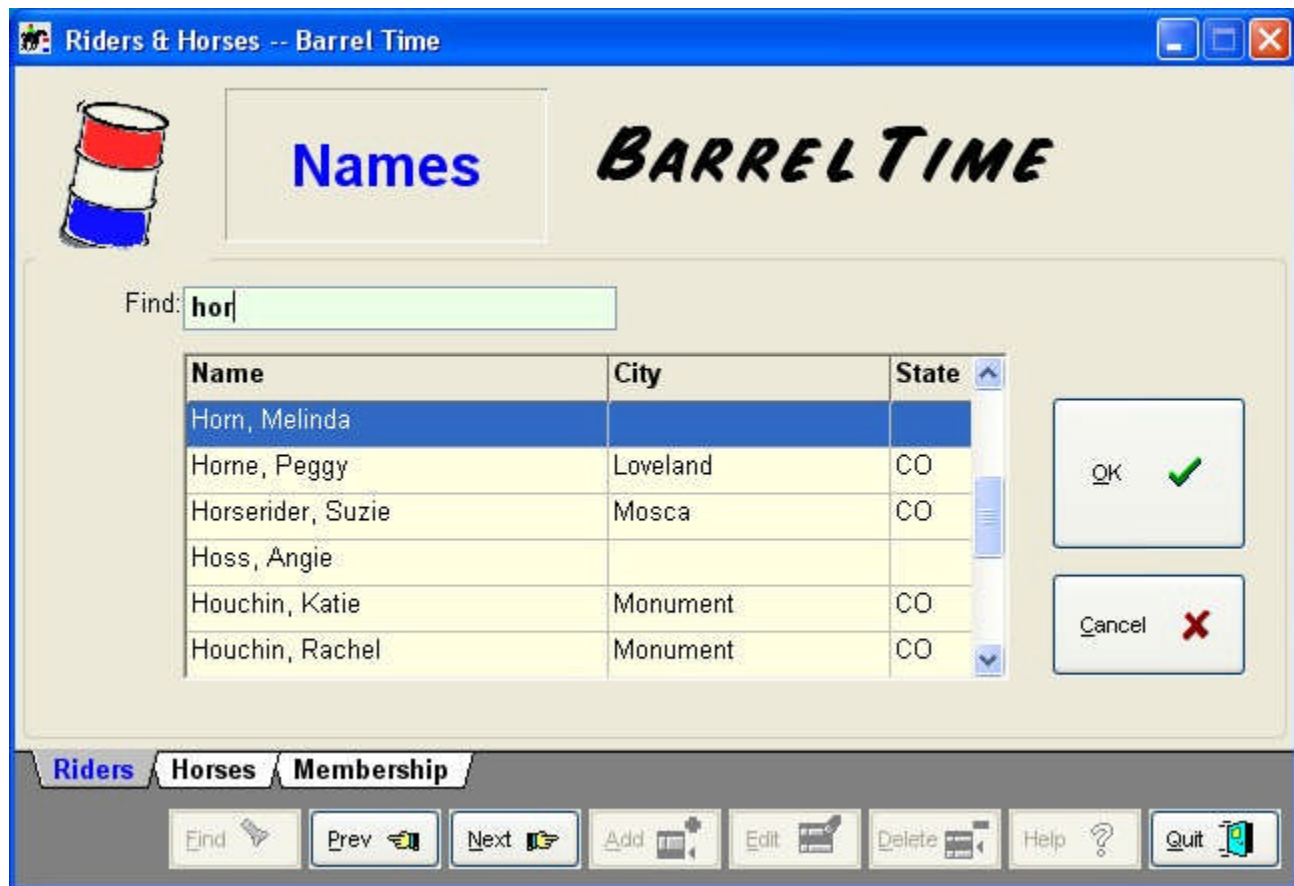 Riders & Horses -- Barrel Time
Names
BARREL TIME
Find: hor
Name City State
Horn, Melinda
Horne, Peggy Loveland CO
Horserider, Suzie Mosca CO
Hoss, Angie
Houchin, Katie Monument CO
Houchin, Rachel Monument CO
OK
Cancel
Riders Horses Membership
Find Prev Next Add Edit Delete Help Quit